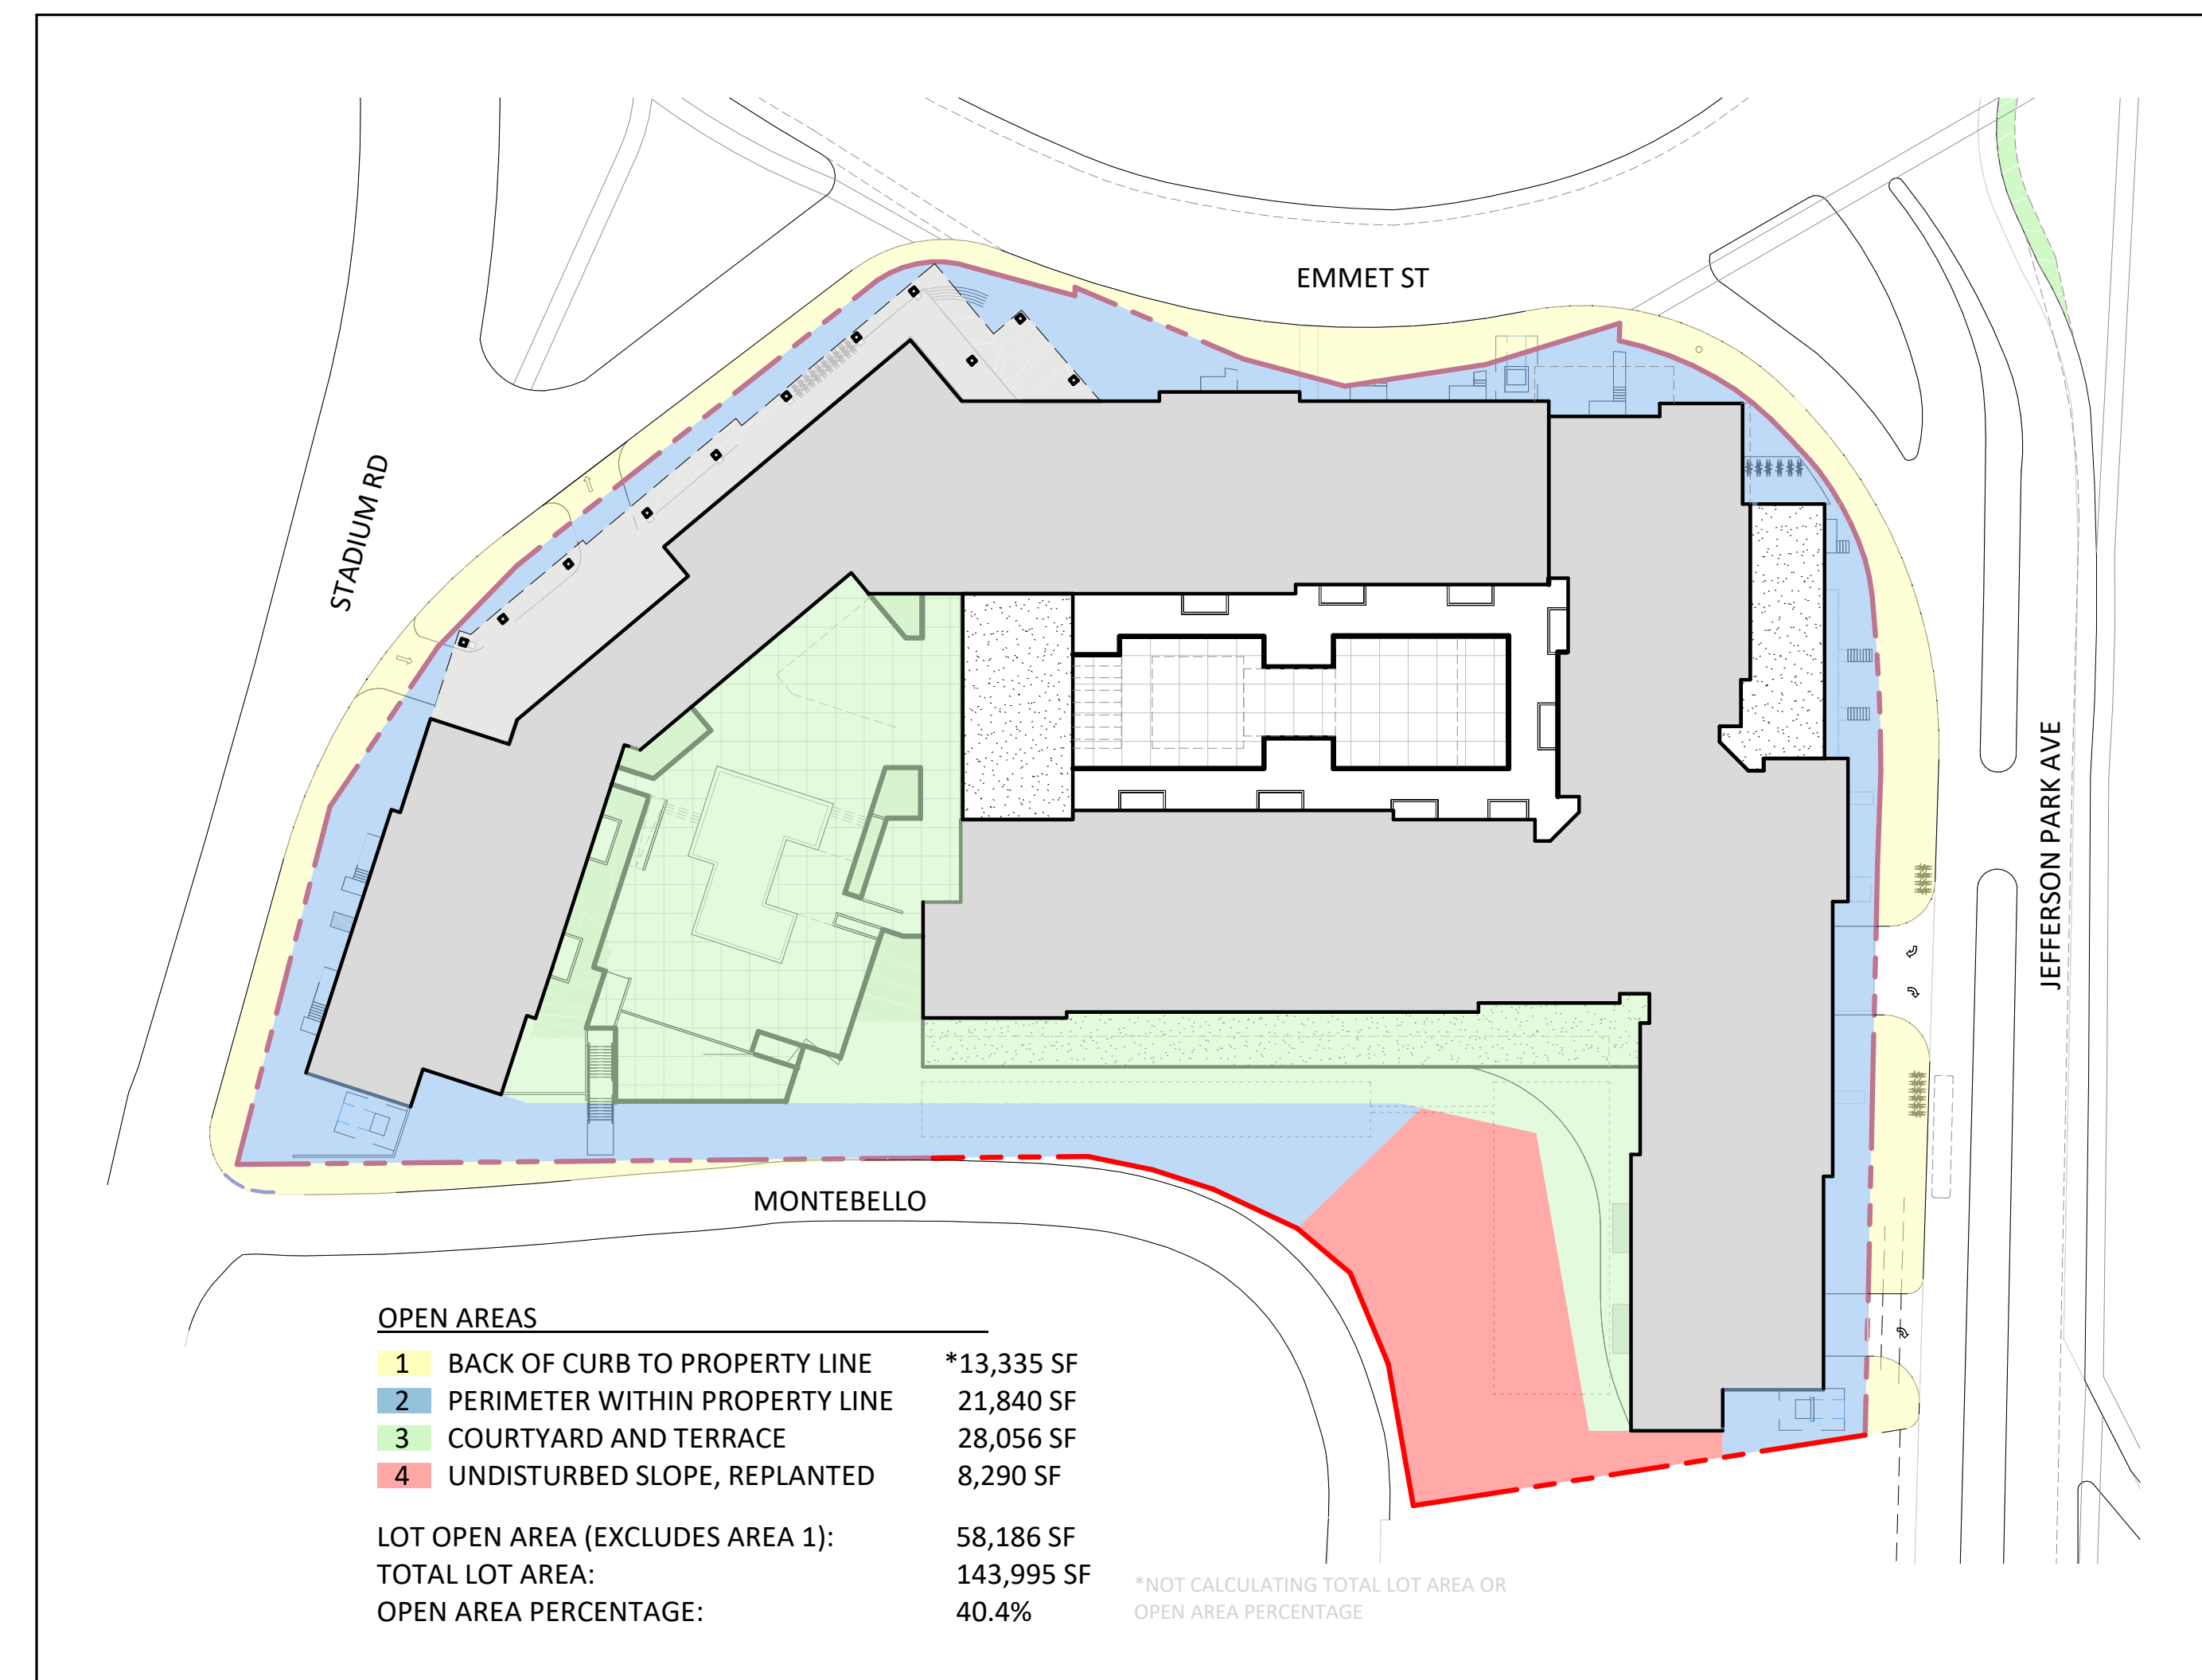 EMMET ST
STADIUM RD
JEFFERSON PARK AVE
MONTEBELLO
OPEN AREAS
1 BACK OF CURB TO PROPERTY LINE *13,335 SF
2 PERIMETER WITHIN PROPERTY LINE 21,840 SF
3 COURTYARD AND TERRACE 28,056 SF
4 UNDISTURBED SLOPE, REPLANTED 8,290 SF
LOT OPEN AREA (EXCLUDES AREA 1): 58,186 SF
TOTAL LOT AREA: 143,995 SF
OPEN AREA PERCENTAGE: 40.4%
*NOT CALCULATING TOTAL LOT AREA OR
OPEN AREA PERCENTAGE